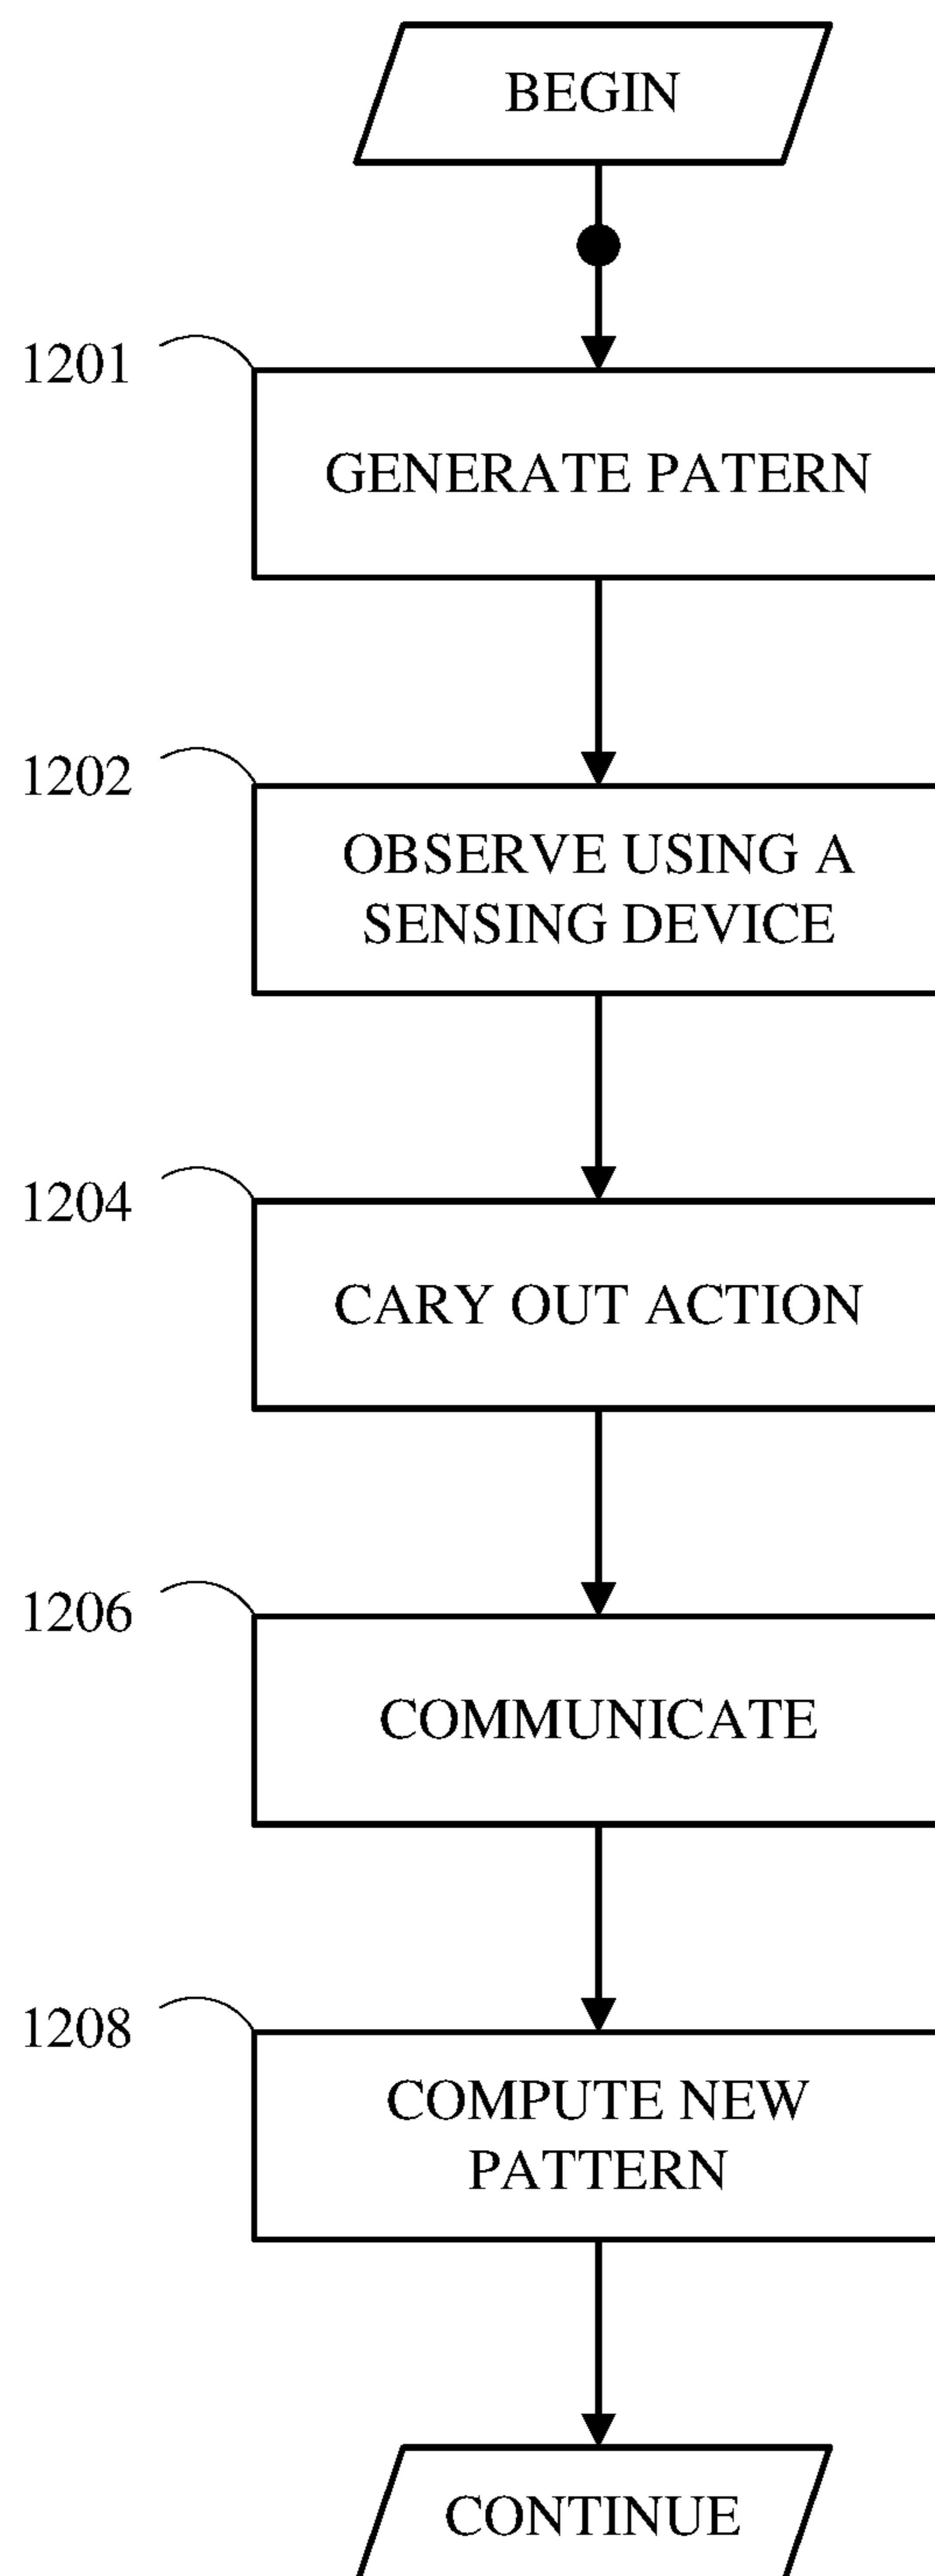 BEGIN
1201
GENERATE PATERN
1202
OBSERVE USING A
SENSING DEVICE
1204
CARY OUT ACTION
1206
COMMUNICATE
1208
COMPUTE NEW
PATTERN
CONTINUE